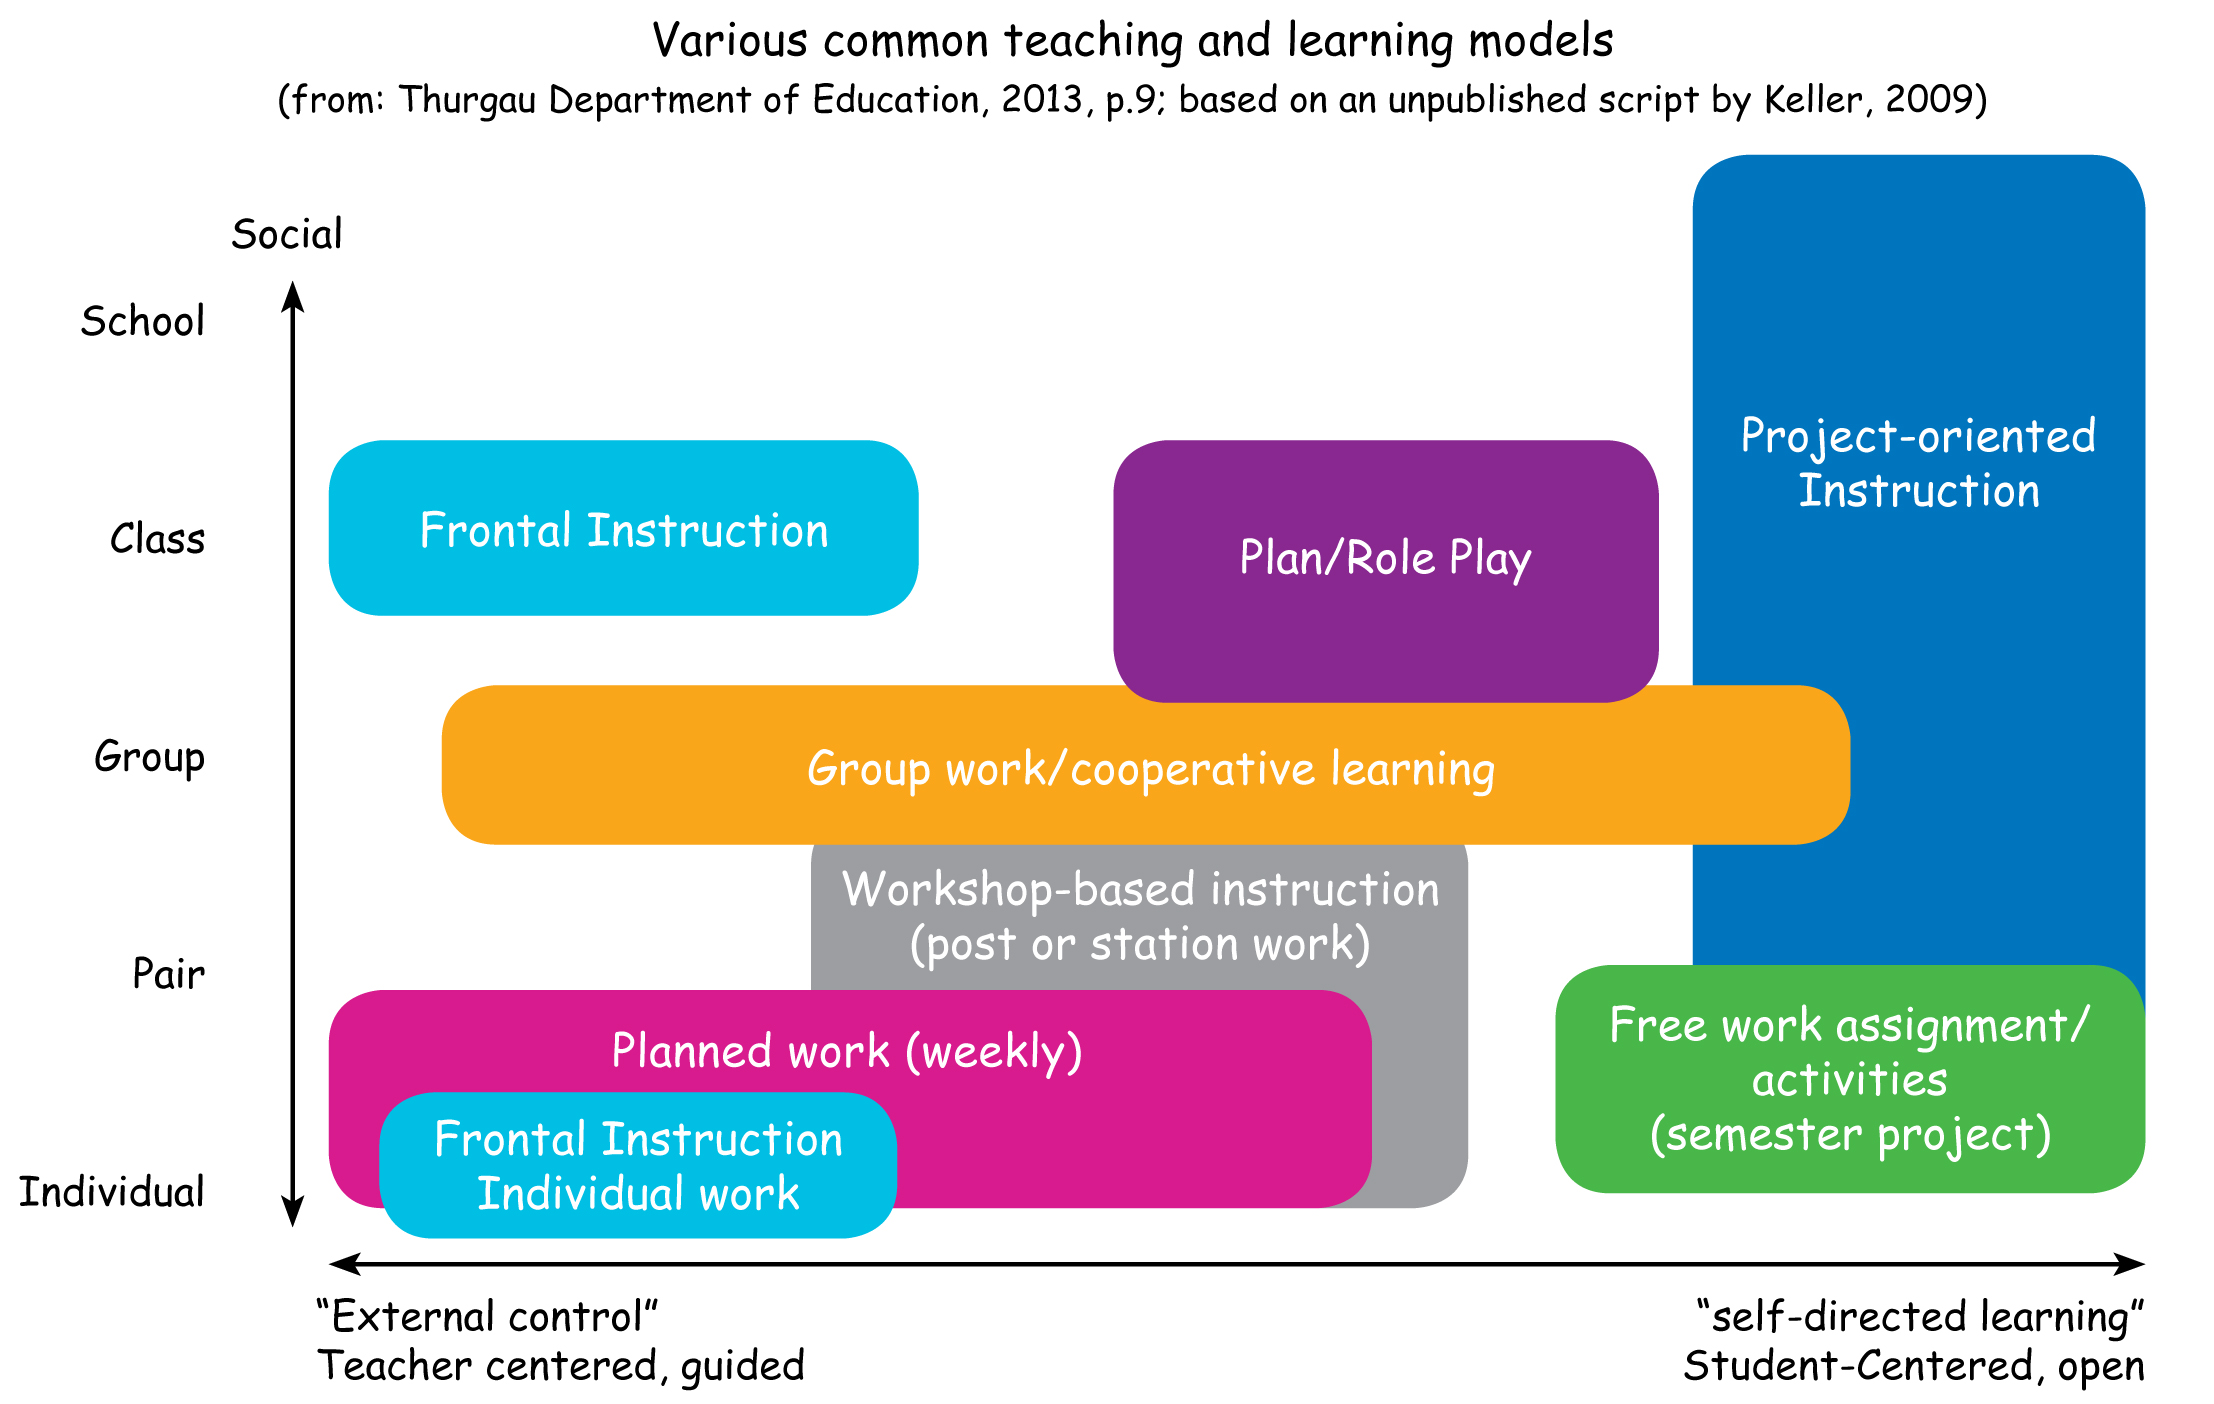 Various common teaching and learning models
(from: Thurgau Department of Education, 2013, p.9; based on an unpublished script by Keller, 2009)
Social
School
Class
Group
Pair
Individual
Frontal Instruction
Plan/Role Play
Project-oriented
Instruction
Group work/cooperative learning
Workshop-based instruction
(post or station work)
Planned work (weekly)
Frontal Instruction
Individual work
Free work assignment/
activities
(semester project)
“External control”
Teacher centered, guided
“self-directed learning”
Student-Centered, open